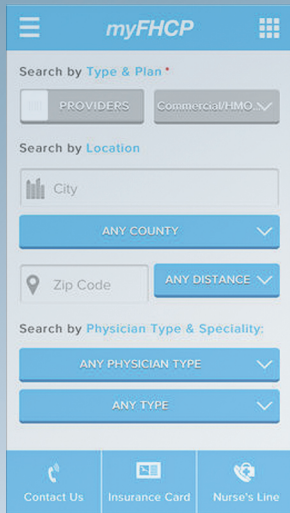 myFHCP
Search by Type & Plan *
PROVIDERS
Commercial/HMO
Search by Location
City
ANY COUNTY
Zip Code
ANY DISTANCE
Search by Physician Type & Speciality:
ANY PHYSICIAN TYPE
ANY TYPE
Contact Us
Insurance Card
Nurse's Line